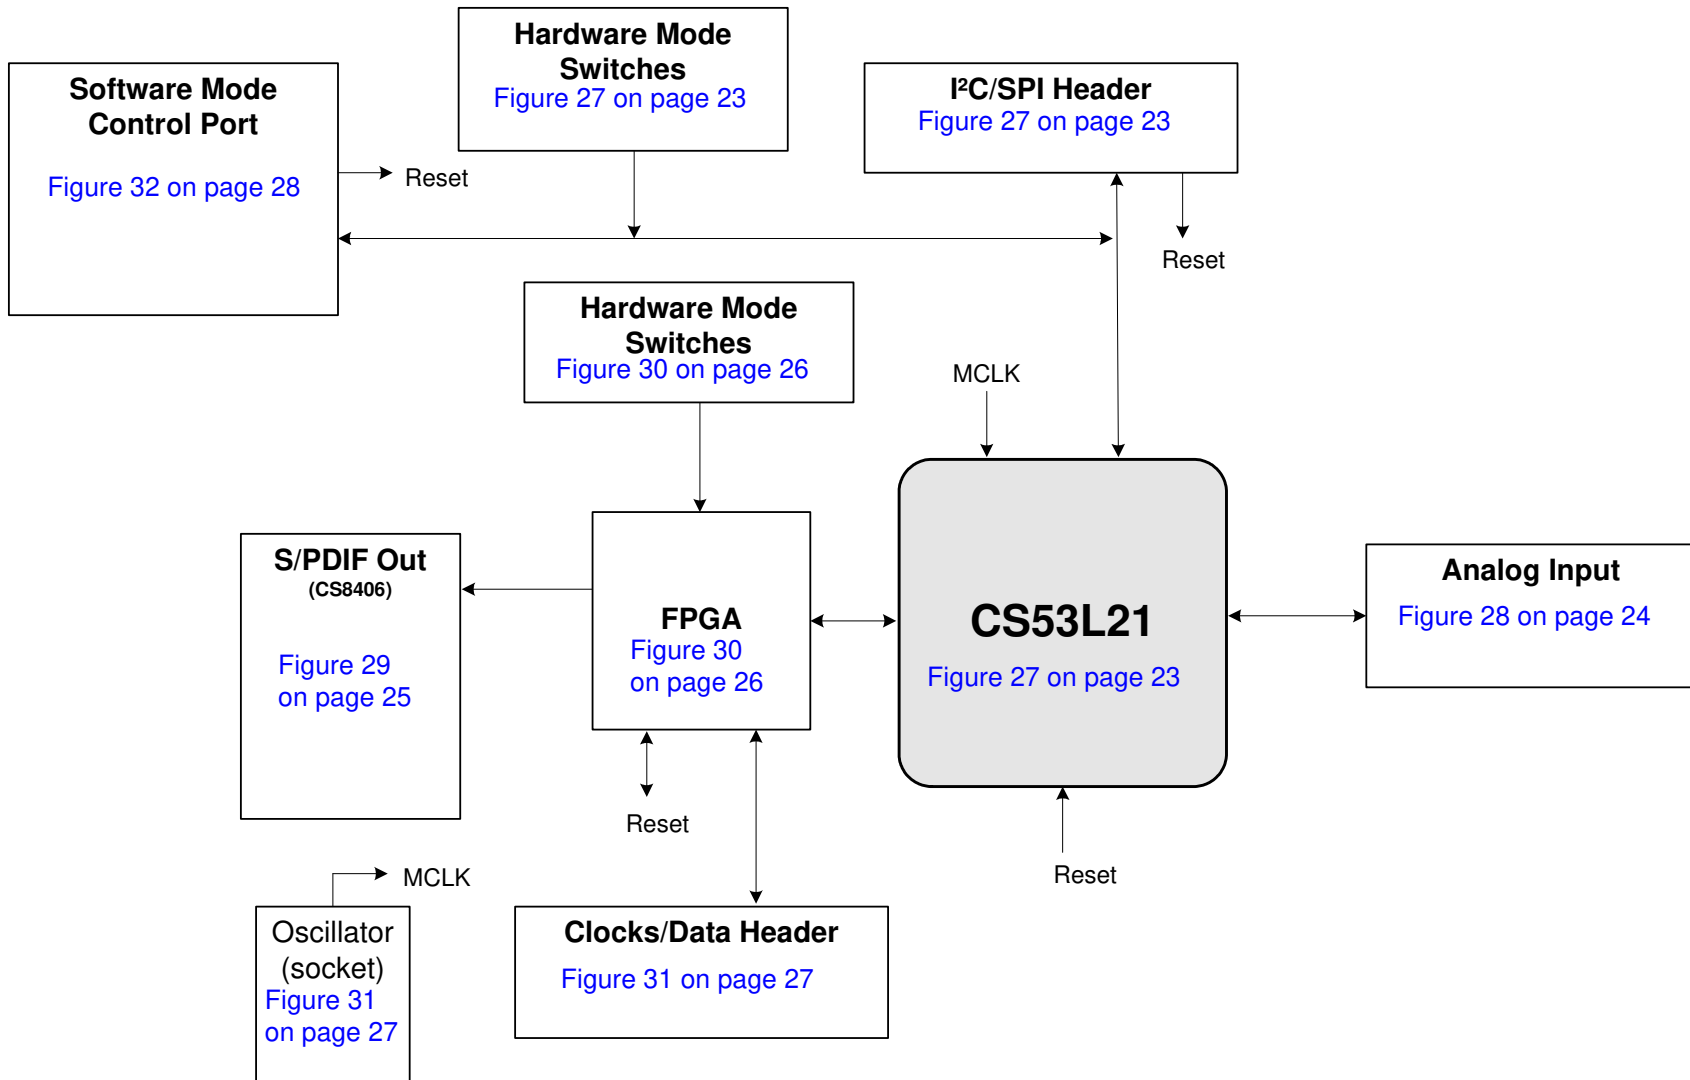 Hardware Mode
Switches
Figure 27 on page 23
Software Mode
Control Port
Figure 32 on page 28
Reset
I²C/SPI Header
Figure 27 on page 23
Reset
Hardware Mode
Switches
Figure 30 on page 26
MCLK
S/PDIF Out
(CS8406)
Figure 29
on page 25
FPGA
Figure 30
on page 26
CS53L21
Figure 27 on page 23
Analog Input
Figure 28 on page 24
Reset
Reset
MCLK
Oscillator
(socket)
Figure 31
on page 27
Clocks/Data Header
Figure 31 on page 27